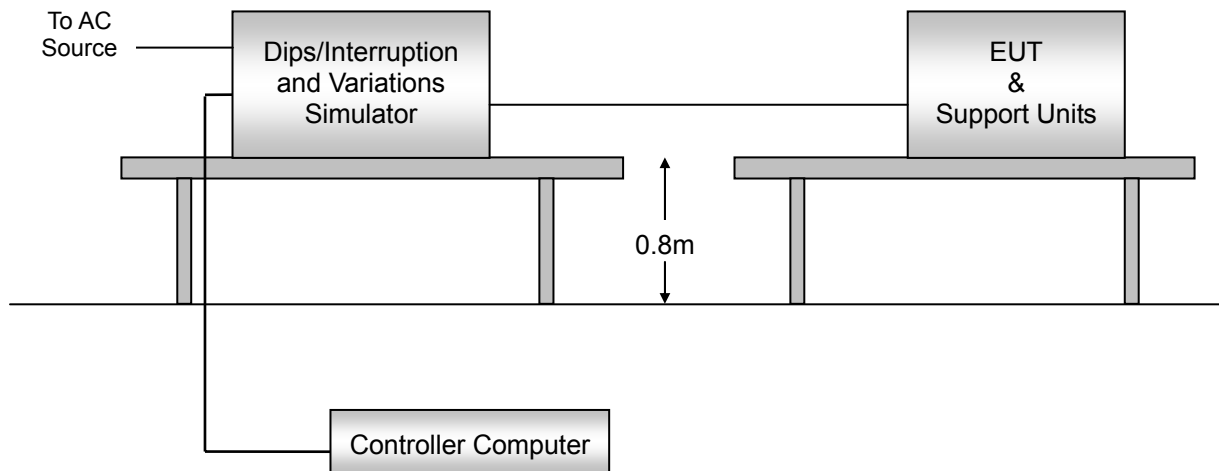 To AC
Source
Dips/Interruption
and Variations
Simulator
EUT
&
Support Units
0.8m
Controller Computer